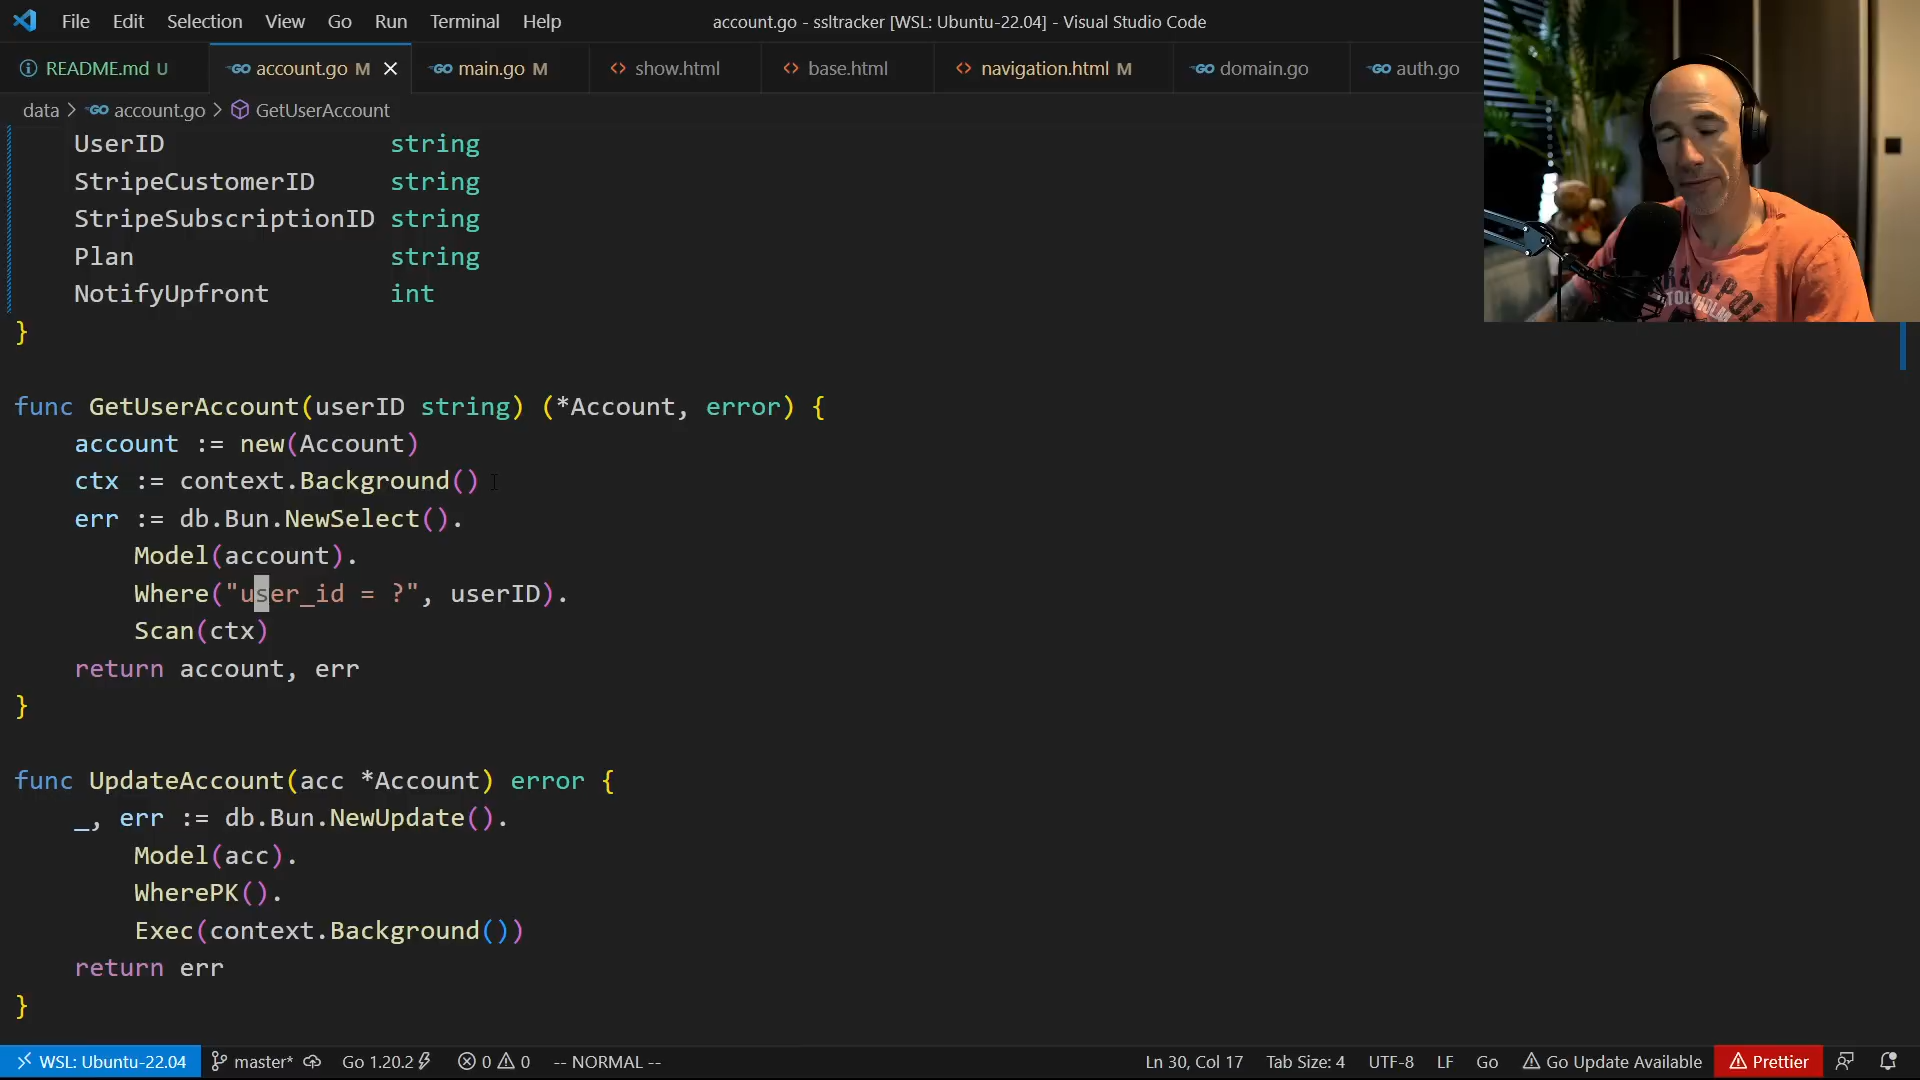 File Edit Selection View Go Run Terminal Help
account.go - ssltracker [WSL: Ubuntu-22.04] - Visual Studio Code
README.md U
account.go M
main.go M
show.html
base.html
navigation.html M
domain.go
auth.go
data > account.go > GetUserAccount
UserID string
StripeCustomerID string
StripeSubscriptionID string
Plan string
NotifyUpfront int
}
func GetUserAccount(userID string) (*Account, error) {
account := new(Account)
ctx := context.Background()
err := db.Bun.NewSelect().
Model(account).
Where("user_id = ?", userID).
Scan(ctx)
return account, err
}
func UpdateAccount(acc *Account) error {
_, err := db.Bun.NewUpdate().
Model(acc).
WherePK().
Exec(context.Background())
return err
}
WSL: Ubuntu-22.04 master* Go 1.20.2 0 0 -- NORMAL -- Ln 30, Col 17 Tab Size: 4 UTF-8 LF Go Go Update Available Prettier